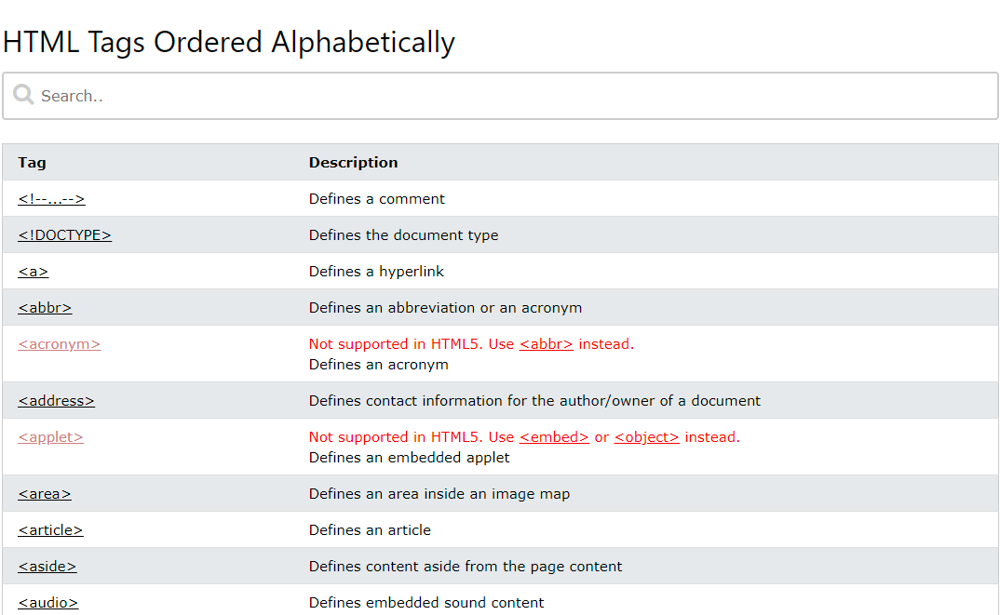 HTML Tags Ordered Alphabetically
Search..
Tag Description
<!--...--> Defines a comment
<!DOCTYPE> Defines the document type
<a> Defines a hyperlink
<abbr> Defines an abbreviation or an acronym
<acronym> Not supported in HTML5. Use <abbr> instead.
Defines an acronym
<address> Defines contact information for the author/owner of a document
<applet> Not supported in HTML5. Use <embed> or <object> instead.
Defines an embedded applet
<area> Defines an area inside an image map
<article> Defines an article
<aside> Defines content aside from the page content
<audio> Defines embedded sound content